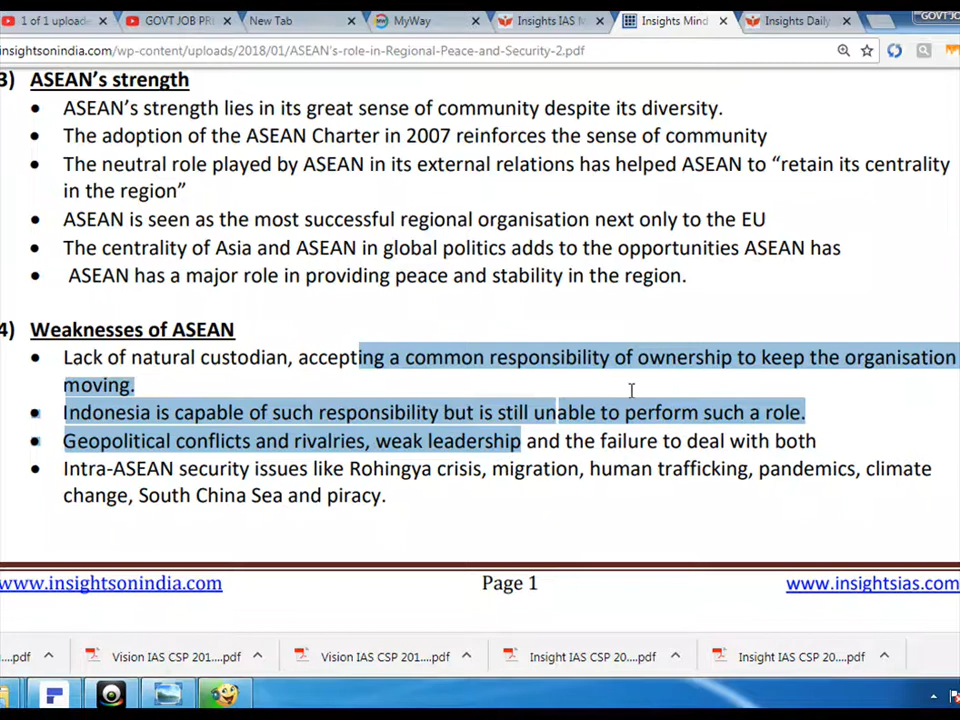 1 of 1 uploade
GOVT JOB PRE
New Tab
MyWay
Insights IAS M
Insights Mind
Insights Daily
GOVT JO
insightsonindia.com/wp-content/uploads/2018/01/ASEAN's-role-in-Regional-Peace-and-Security-2.pdf
3) ASEAN's strength
• ASEAN's strength lies in its great sense of community despite its diversity.
• The adoption of the ASEAN Charter in 2007 reinforces the sense of community
• The neutral role played by ASEAN in its external relations has helped ASEAN to "retain its centrality
in the region"
• ASEAN is seen as the most successful regional organisation next only to the EU
• The centrality of Asia and ASEAN in global politics adds to the opportunities ASEAN has
• ASEAN has a major role in providing peace and stability in the region.
4) Weaknesses of ASEAN
• Lack of natural custodian, accepting a common responsibility of ownership to keep the organisation
moving.
• Indonesia is capable of such responsibility but is still unable to perform such a role.
• Geopolitical conflicts and rivalries, weak leadership and the failure to deal with both
• Intra-ASEAN security issues like Rohingya crisis, migration, human trafficking, pandemics, climate
change, South China Sea and piracy.
www.insightsonindia.com
Page 1
www.insightsias.com
....pdf
Vision IAS CSP 201....pdf
Vision IAS CSP 201....pdf
Insight IAS CSP 20....pdf
Insight IAS CSP 20....pdf